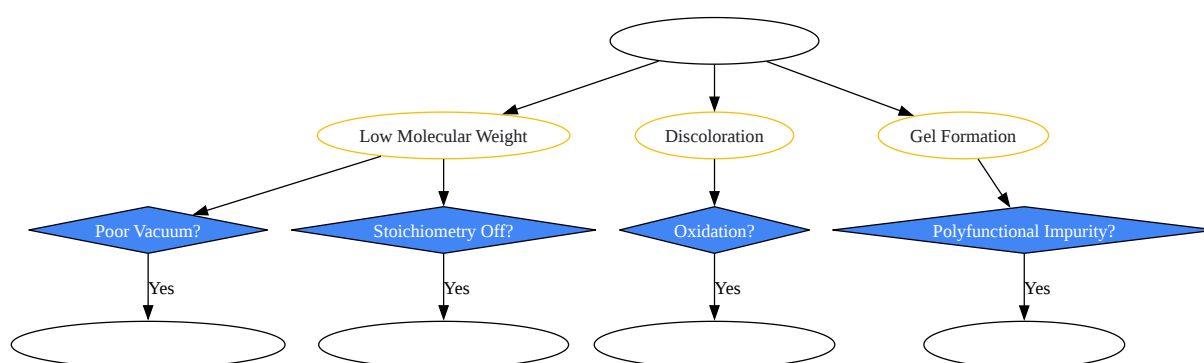 Low Molecular Weight
Discoloration
Gel Formation
Poor Vacuum?
Stoichiometry Off?
Oxidation?
Polyfunctional Impurity?
Yes
Yes
Yes
Yes